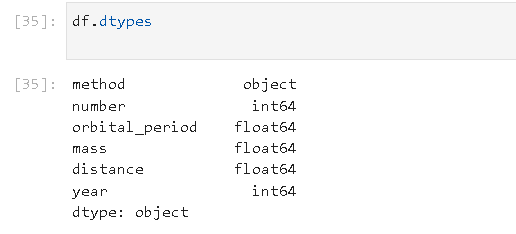 [35]: df.dtypes
[35]: method object
number int64
orbital_period float64
mass float64
distance float64
year int64
dtype: object